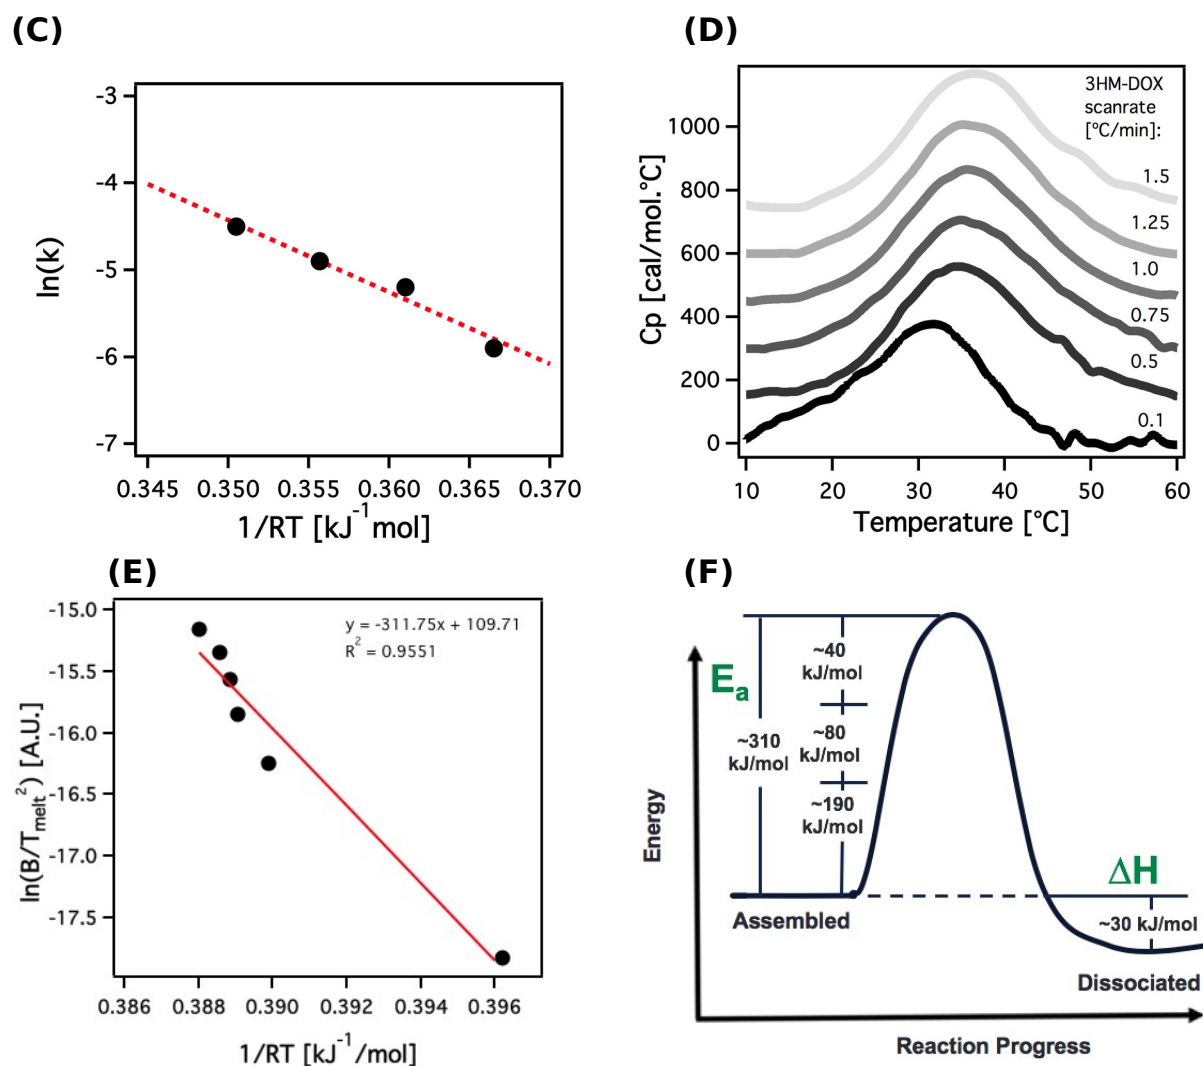 (C)
-3
-4
-5
-6
-7
ln(k)
0.345 0.350 0.355 0.360 0.365 0.370
1/RT [kJ⁻¹mol]
(D)
3HM-DOX
scanrate
[°C/min]:
1000
800
600
400
200
0
Cp [cal/mol.°C]
1.5
1.25
1.0
0.75
0.5
0.1
10 20 30 40 50 60
Temperature [°C]
(E)
y = -311.75x + 109.71
R² = 0.9551
-15.0
-15.5
-16.0
-16.5
-17.0
-17.5
ln(B/Tmelt²) [A.U.]
0.386 0.388 0.390 0.392 0.394 0.396
1/RT [kJ⁻¹/mol]
(F)
Energy
Ea
~310
kJ/mol
~40
kJ/mol
~80
kJ/mol
~190
kJ/mol
Assembled
ΔH
~30 kJ/mol
Dissociated
Reaction Progress